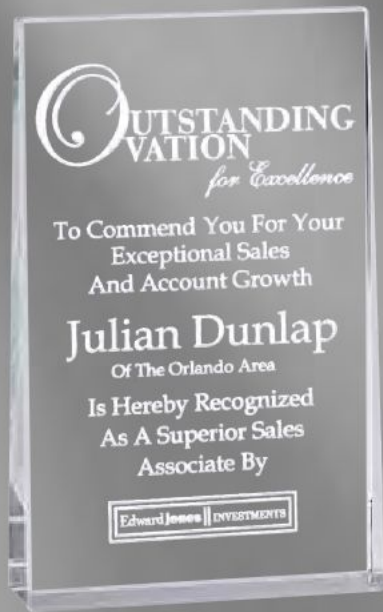 OUTSTANDING
OVATION
for Excellence
To Commend You For Your
Exceptional Sales
And Account Growth
Julian Dunlap
Of The Orlando Area
Is Hereby Recognized
As A Superior Sales
Associate By
Edward Jones INVESTMENTS